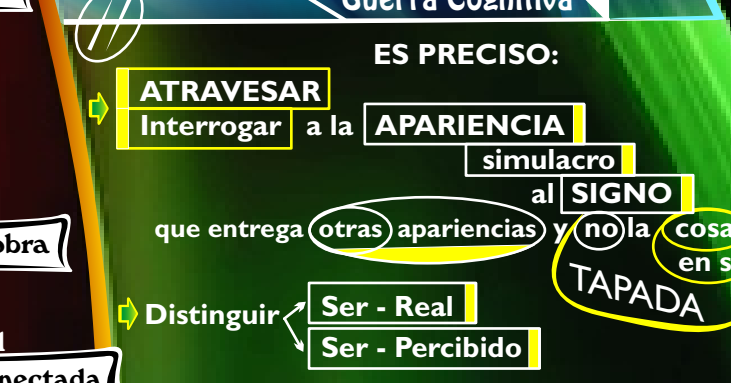 Guerra Cognitiva
ES PRECISO:
ATRAVESAR
Interrogar a la APARIENCIA
simulacro
al SIGNO
que entrega otras apariencias y no la cosa
en s
TAPADA
Distinguir Ser - Real
Ser - Percibido
obra
nectada